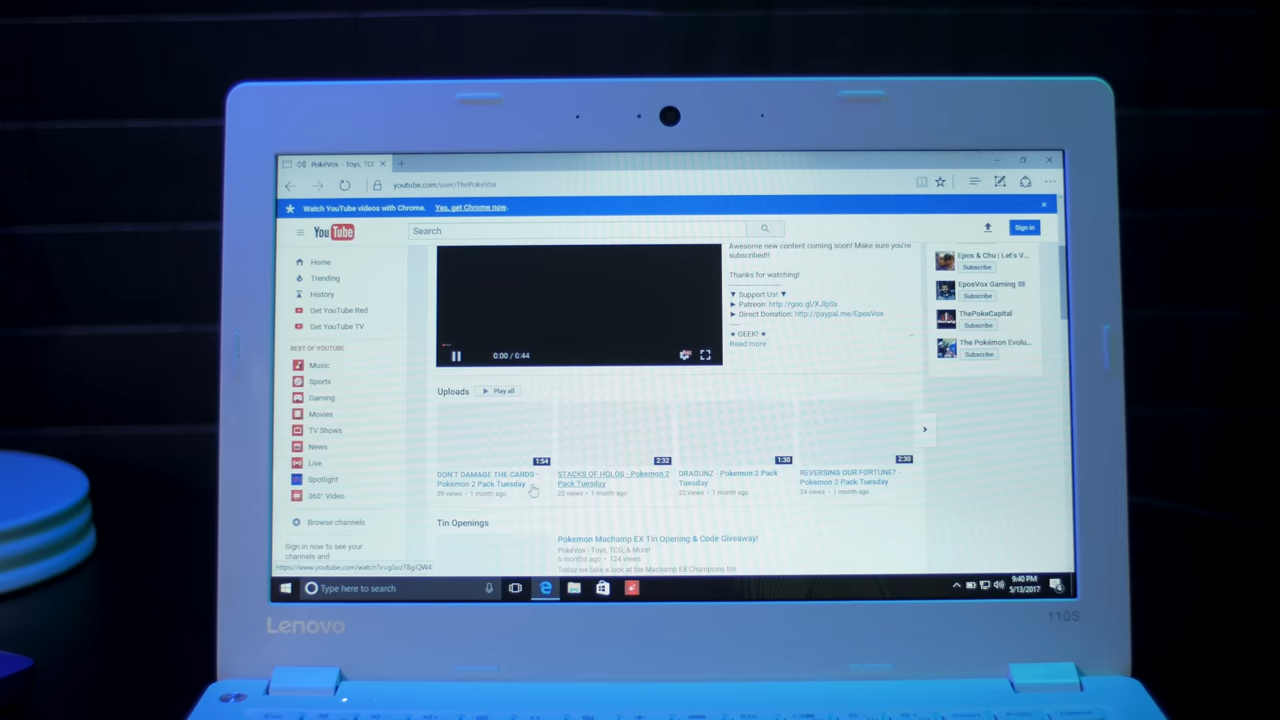 PokéVox - Toys, TCG
youtube.com/user/ThePokeVox
Watch YouTube videos with Chrome. Yes, get Chrome now.
YouTube
Search
Sign in
Home
Trending
History
Get YouTube Red
Get YouTube TV
BEST OF YOUTUBE
Music
Sports
Gaming
Movies
TV Shows
News
Live
Spotlight
360° Video
Browse channels
Sign in now to see your
channels and
0:00 / 0:44
Awesome new content coming soon! Make sure you're
subscribed!!
Thanks for watching!
-----------------------
▼ Support Us! ▼
► Patreon: http://goo.gl/XJlpSx
► Direct Donation: http://paypal.me/EposVox
-----
★ GEEK! ★
Read more
Epos & Chu | Let's V...
Subscribe
EposVox Gaming
Subscribe
ThePokeCapital
Subscribe
The Pokémon Evolu...
Subscribe
Uploads Play all
1:54
DON'T DAMAGE THE CARDS -
Pokemon 2 Pack Tuesday
39 views • 1 month ago
2:32
STACKS OF HOLOS - Pokemon 2
Pack Tuesday
22 views • 1 month ago
1:30
DRAGUNZ - Pokemon 2 Pack
Tuesday
22 views • 1 month ago
2:30
REVERSING OUR FORTUNE? -
Pokemon 2 Pack Tuesday
24 views • 1 month ago
Tin Openings
Pokemon Machamp EX Tin Opening & Code Giveaway!
PokéVox - Toys, TCG, & More!
6 months ago • 124 views
Today we take a look at the Machamp EX Champions tin!
Type here to search
9:40 PM
5/13/2017
Lenovo
110S